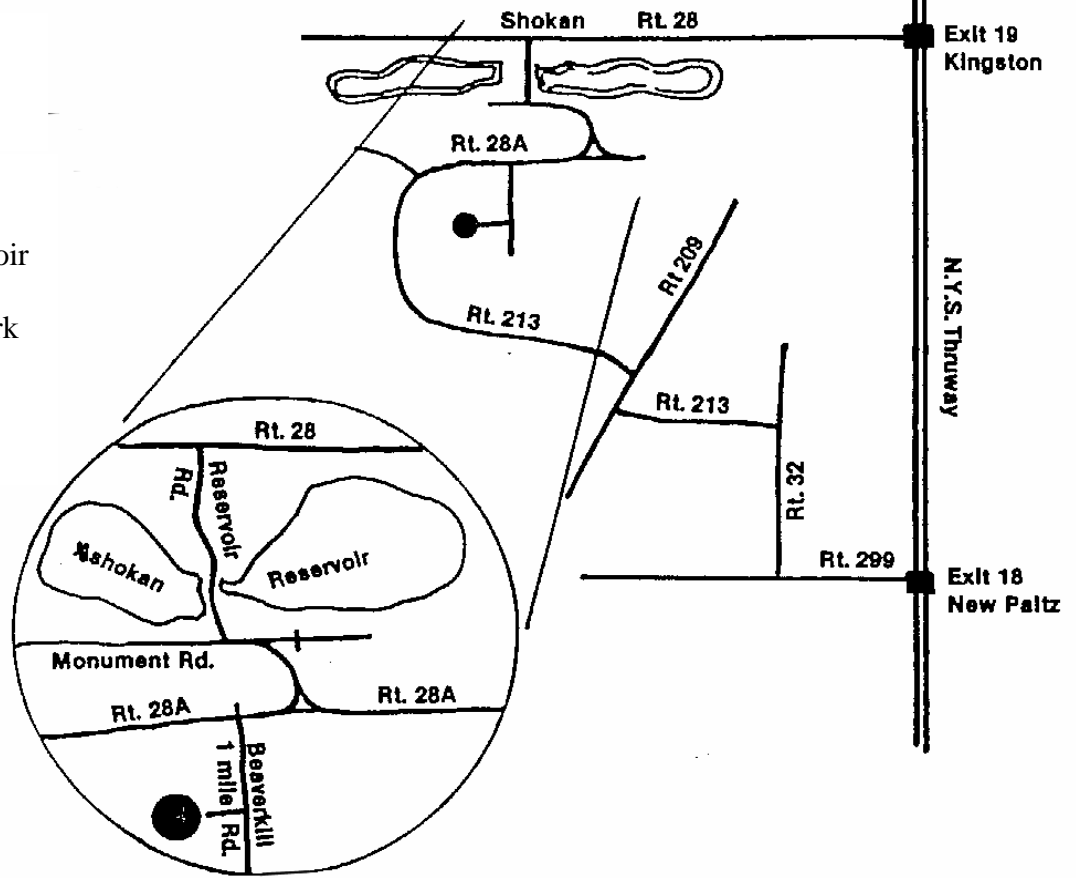 Shokan Rt. 28
Exit 19
Kingston
Rt. 28A
oir
rk
Rt 209
Rt. 213
Rt. 213
N.Y.S. Thruway
Rt. 32
Rt. 299
Exit 18
New Paltz
Rt. 28
Reservoir
Rd.
Ashokan
Reservoir
Monument Rd.
Rt. 28A
Rt. 28A
Beaverkill
1 mile Rd.